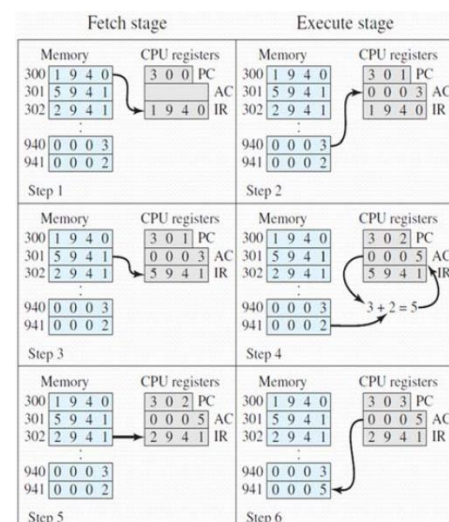 Fetch stage Execute stage
Memory CPU registers
300 1 9 4 0 3 0 0 PC
301 5 9 4 1 AC
302 2 9 4 1 1 9 4 0 IR
940 0 0 0 3
941 0 0 0 2
Step 1
Memory CPU registers
300 1 9 4 0 3 0 1 PC
301 5 9 4 1 0 0 0 3 AC
302 2 9 4 1 1 9 4 0 IR
940 0 0 0 3
941 0 0 0 2
Step 2
Memory CPU registers
300 1 9 4 0 3 0 1 PC
301 5 9 4 1 0 0 0 3 AC
302 2 9 4 1 5 9 4 1 IR
940 0 0 0 3
941 0 0 0 2
Step 3
Memory CPU registers
300 1 9 4 0 3 0 2 PC
301 5 9 4 1 0 0 0 5 AC
302 2 9 4 1 5 9 4 1 IR
940 0 0 0 3 3 + 2 = 5
941 0 0 0 2
Step 4
Memory CPU registers
300 1 9 4 0 3 0 2 PC
301 5 9 4 1 0 0 0 5 AC
302 2 9 4 1 2 9 4 1 IR
940 0 0 0 3
941 0 0 0 2
Step 5
Memory CPU registers
300 1 9 4 0 3 0 3 PC
301 5 9 4 1 0 0 0 5 AC
302 2 9 4 1 2 9 4 1 IR
940 0 0 0 3
941 0 0 0 5
Step 6